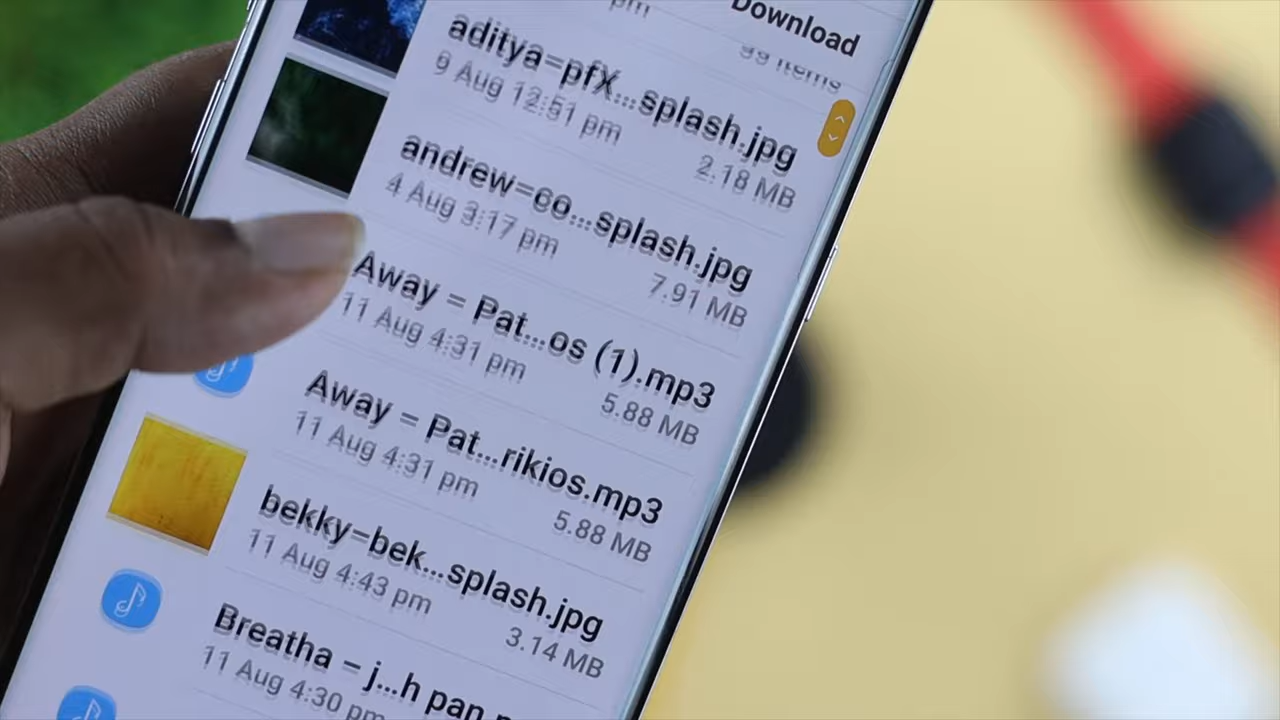 Download
99 items
pm
aditya=pfx...splash.jpg
9 Aug 12:51 pm
2.18 MB
andrew=co...splash.jpg
4 Aug 3:17 pm
7.91 MB
Away = Pat...os (1).mp3
11 Aug 4:31 pm
5.88 MB
Away = Pat...rikios.mp3
11 Aug 4:31 pm
5.88 MB
bekky=bek...splash.jpg
11 Aug 4:43 pm
3.14 MB
Breatha = j...h pan
11 Aug 4:30 pm